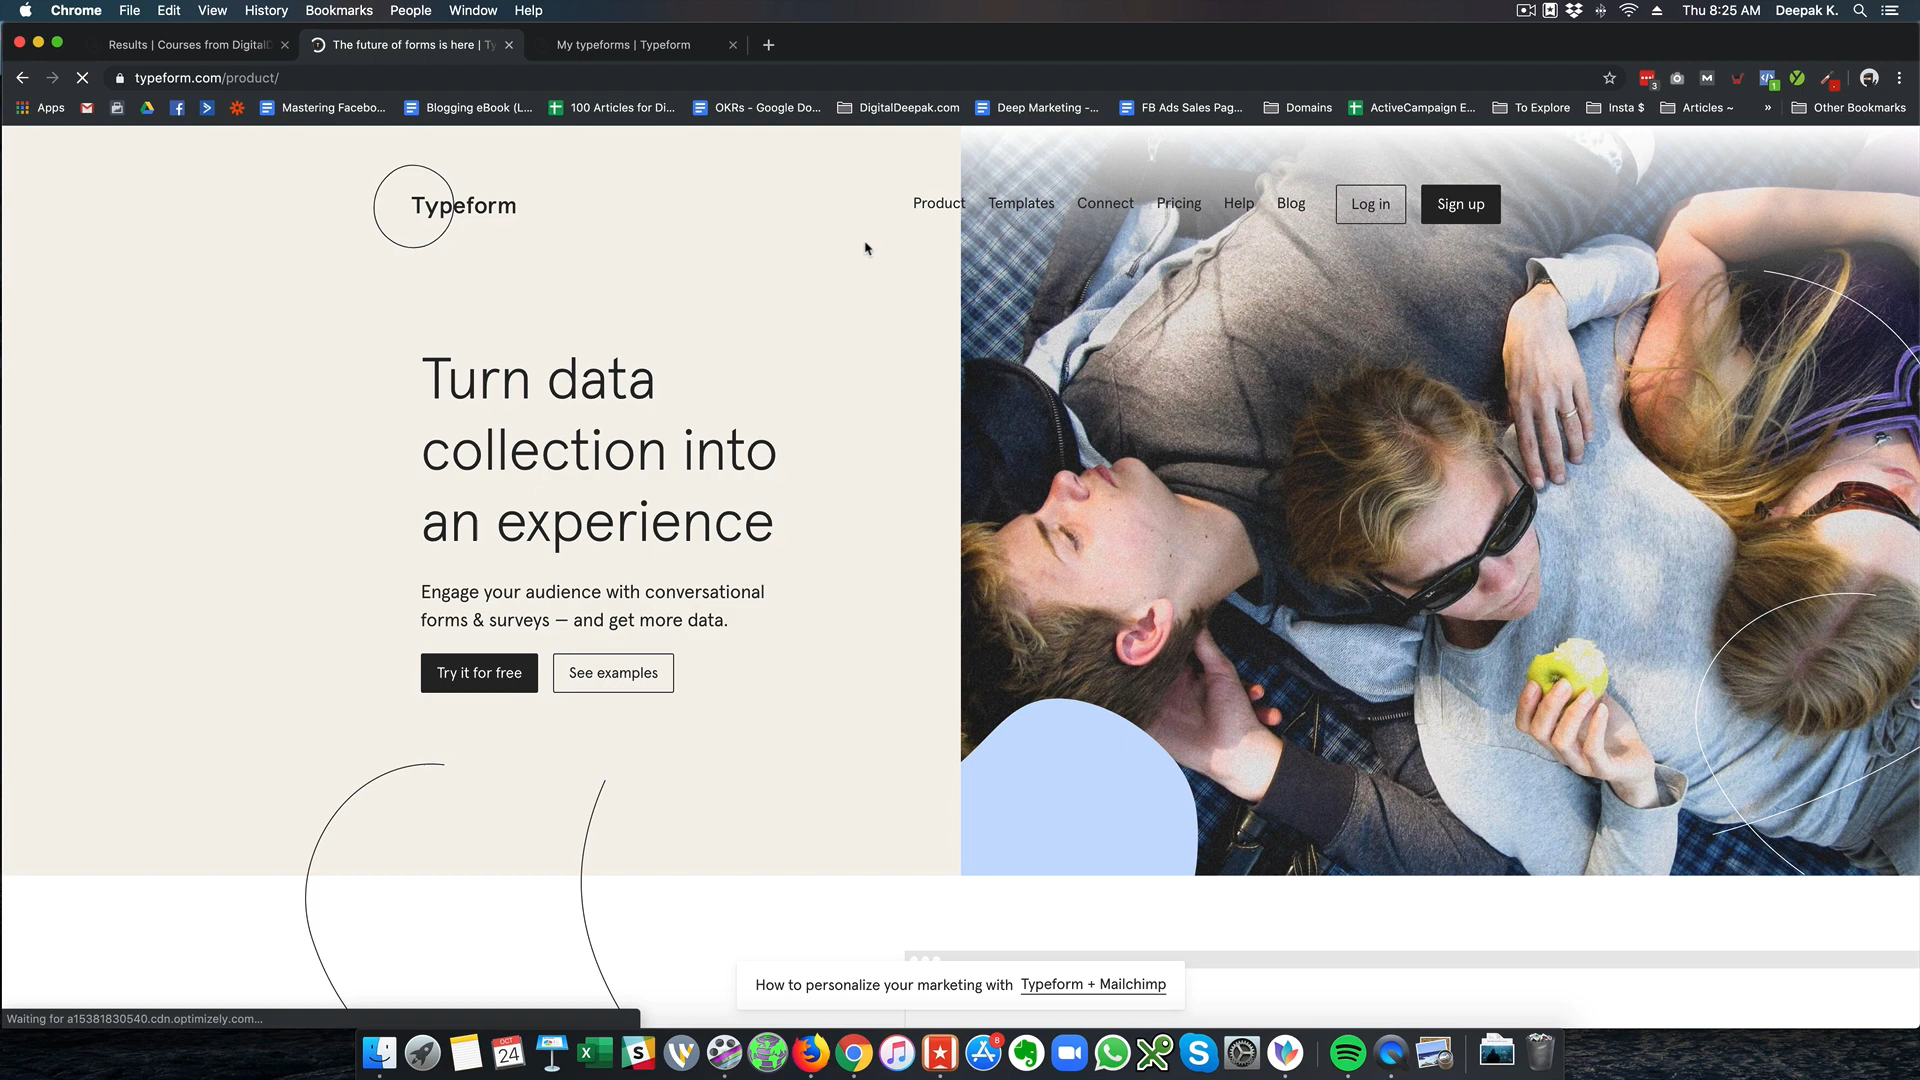 Chrome File Edit View History Bookmarks People Window Help
Thu 8:25 AM Deepak K.
Results | Courses from DigitalD
The future of forms is here | Ty
My typeforms | Typeform
typeform.com/product/
Apps
Mastering Facebo...
Blogging eBook (L...
100 Articles for Di...
OKRs - Google Do...
DigitalDeepak.com
Deep Marketing -...
FB Ads Sales Pag...
Domains
ActiveCampaign E...
To Explore
Insta $
Articles ~
»
Other Bookmarks
Typeform
Product Templates Connect Pricing Help Blog Log in Sign up
Turn data
collection into
an experience
Engage your audience with conversational
forms & surveys — and get more data.
Try it for free See examples
How to personalize your marketing with Typeform + Mailchimp
Waiting for a15381830540.cdn.optimizely.com...
OCT
24
8